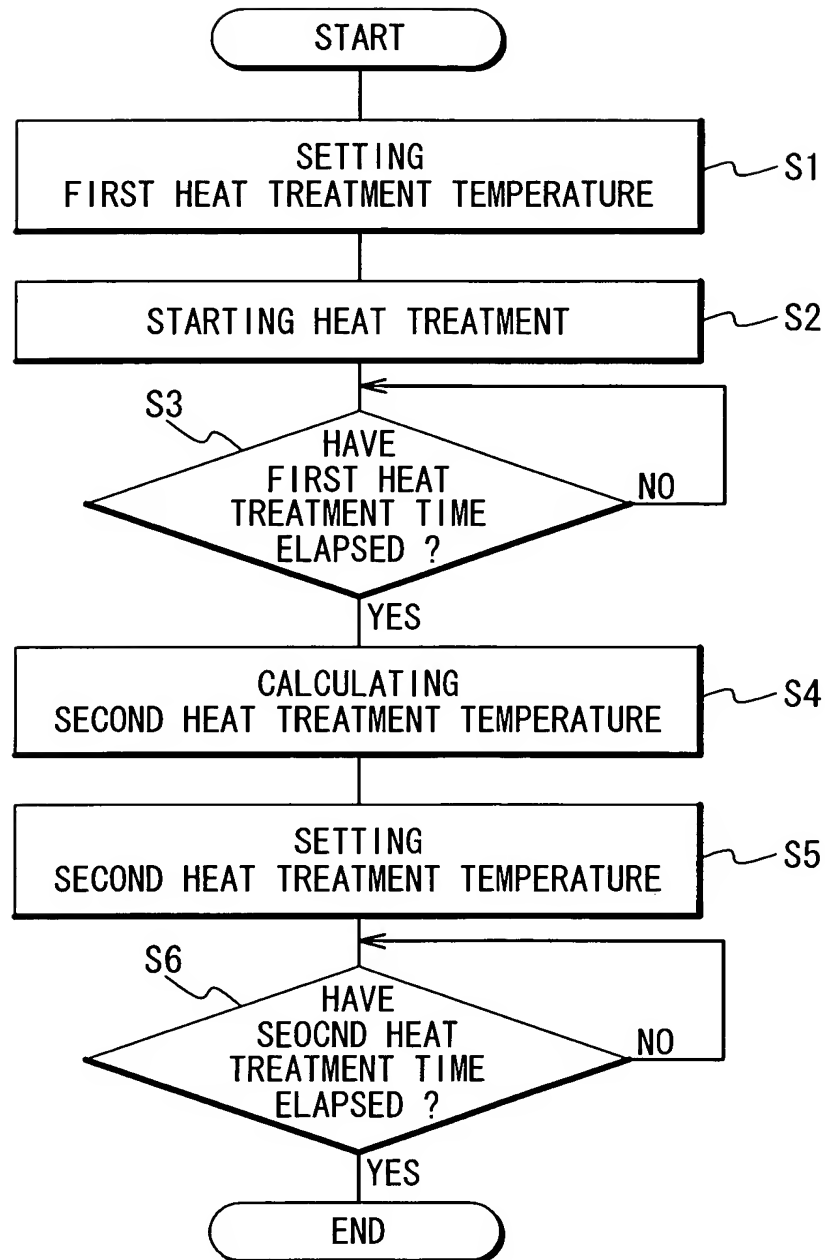 START
SETTING
FIRST HEAT TREATMENT TEMPERATURE
S1
STARTING HEAT TREATMENT
S2
S3
HAVE
FIRST HEAT
TREATMENT TIME
ELAPSED ?
NO
YES
CALCULATING
SECOND HEAT TREATMENT TEMPERATURE
S4
SETTING
SECOND HEAT TREATMENT TEMPERATURE
S5
S6
HAVE
SEOCND HEAT
TREATMENT TIME
ELAPSED ?
NO
YES
END